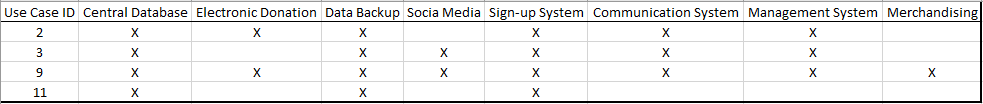 Use Case ID Central Database Electronic Donation Data Backup Socia Media Sign-up System Communication System Management System Merchandising
2 X X X X X X
3 X X X X X X
9 X X X X X X X X
11 X X X